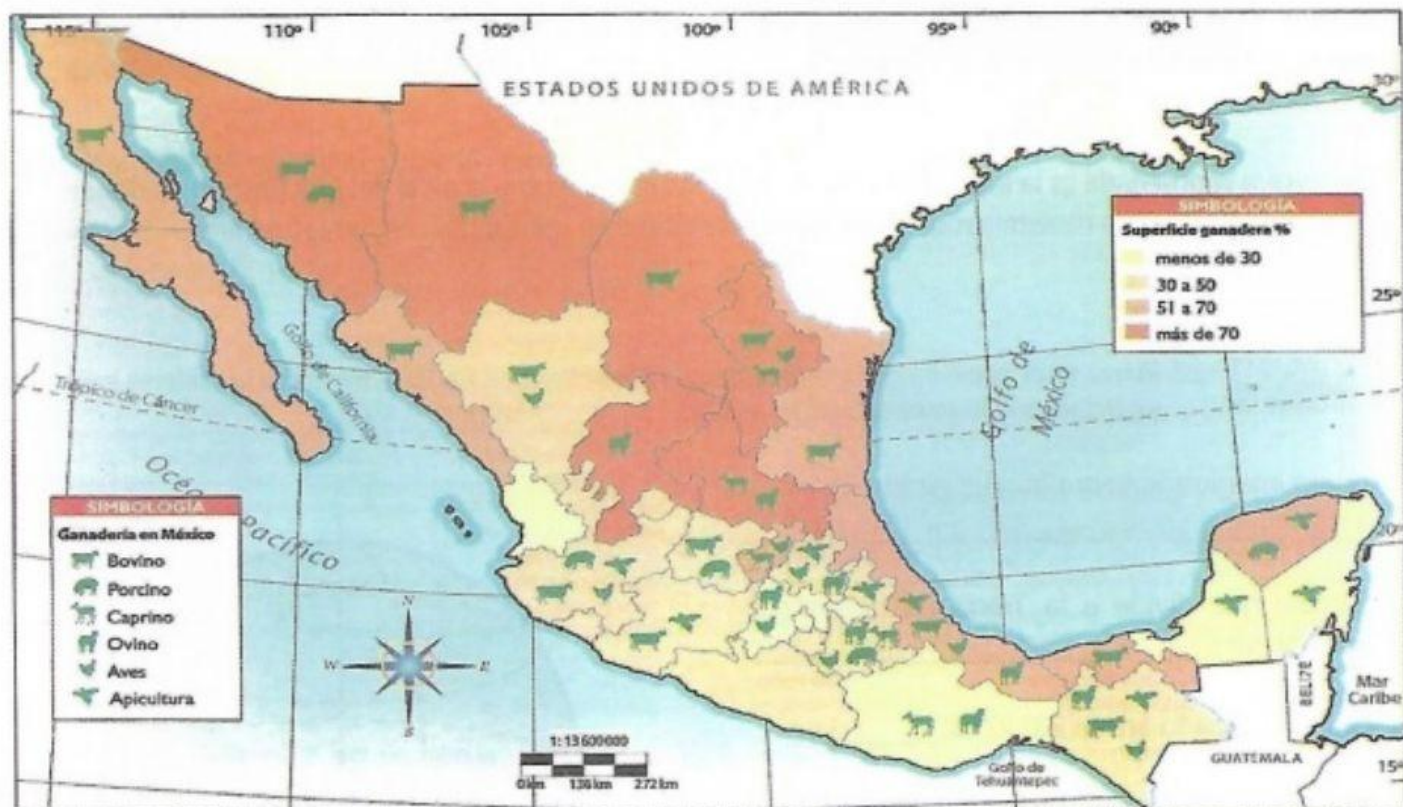 115°
110°
105°
100°
95°
90°
ESTADOS UNIDOS DE AMÉRICA
30°
SIMBOLOGÍA
Superficie ganadera %
menos de 30
30 a 50
51 a 70
más de 70
25°
Golfo de California
Golfo de México
Trópico de Cáncer
Océano Pacífico
20°
SIMBOLOGÍA
Ganadería en México
Bovino
Porcino
Caprino
Ovino
Aves
Apicultura
N
W
E
S
1: 13 600 000
0 km 136 km 272 km
Golfo de
Tehuantepec
BELIZE
Mar
Caribe
GUATEMALA
15°